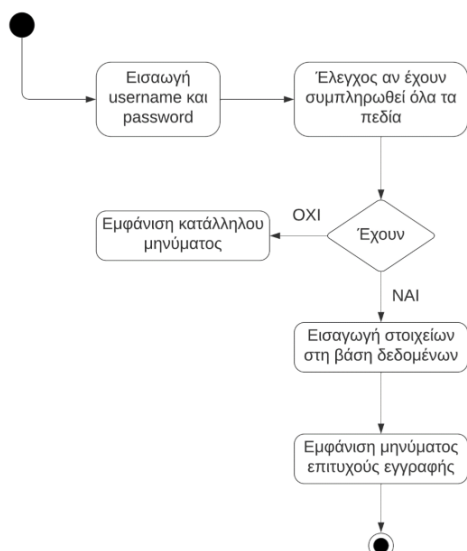 Εισαωγή
username και
password
Έλεγχος αν έχουν
συμπληρωθεί όλα τα
πεδία
ΟΧΙ
Εμφάνιση κατάλληλου
μηνύματος
Έχουν
ΝΑΙ
Εισαγωγή στοιχείων
στη βάση δεδομένων
Εμφάνιση μηνύματος
επιτυχούς εγγραφής